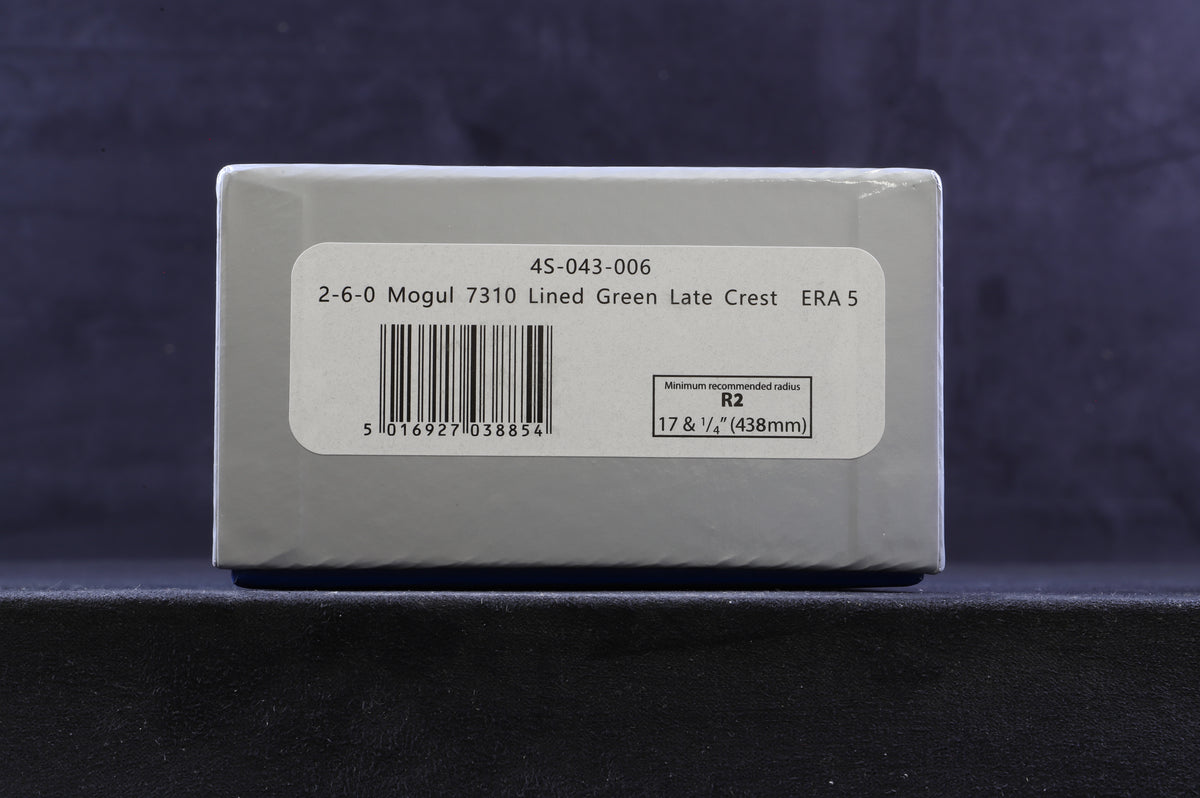 4S-043-006
2-6-0 Mogul 7310 Lined Green Late Crest ERA 5
5 016927 038854
Minimum recommended radius
R2
17 & 1/4" (438mm)